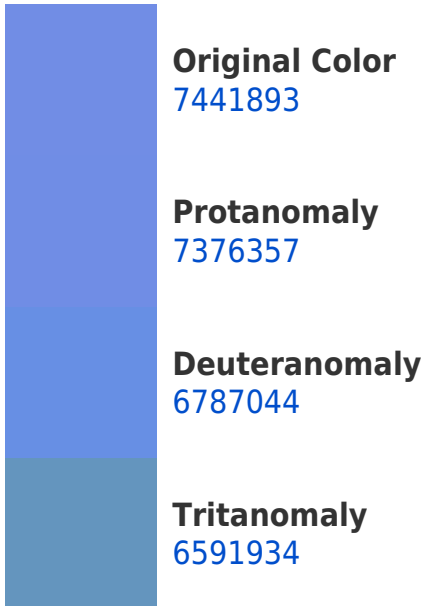 Original Color
7441893
Protanomaly
7376357
Deuteranomaly
6787044
Tritanomaly
6591934